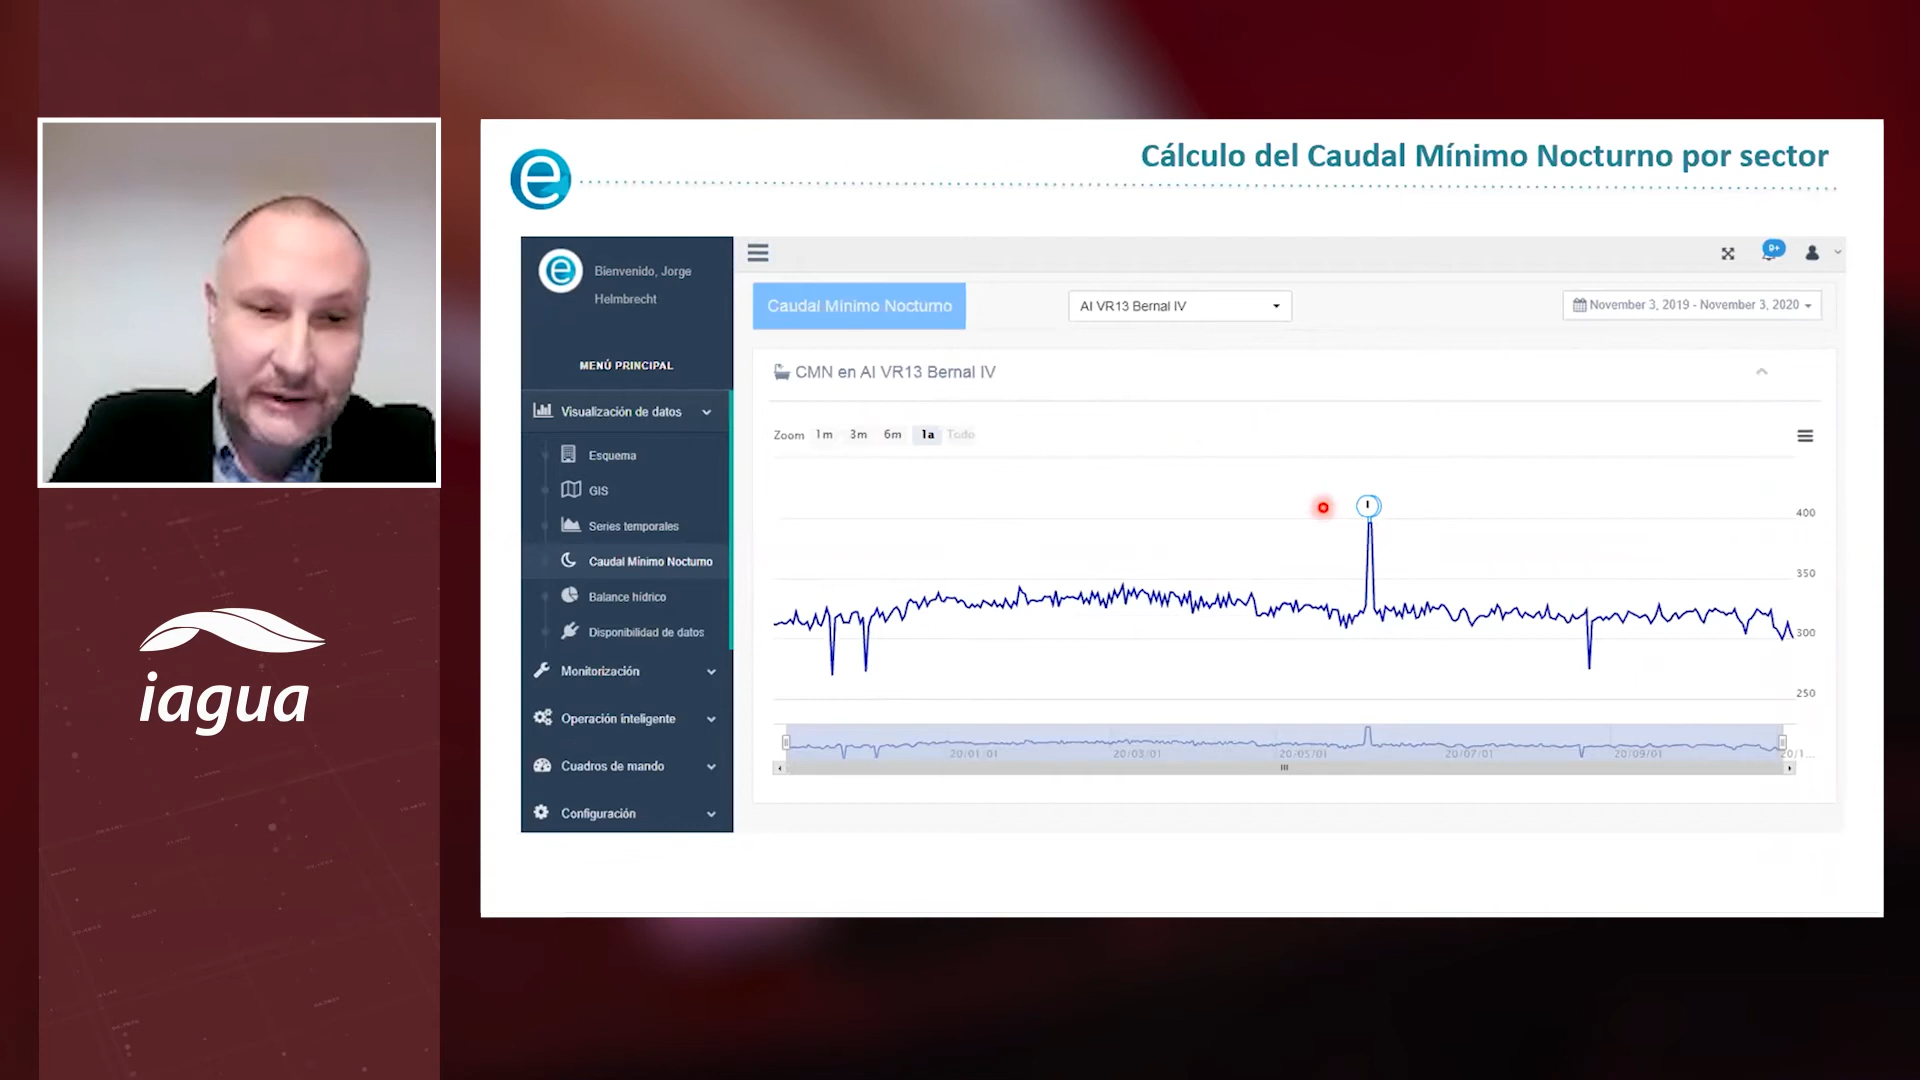 Cálculo del Caudal Mínimo Nocturno por sector
e
e
Bienvenido, Jorge
Helmbrecht
9+
MENÚ PRINCIPAL
Visualización de datos
Esquema
GIS
Series temporales
Caudal Mínimo Nocturno
Balance hídrico
Disponibilidad de datos
Monitorización
Operación inteligente
Cuadros de mando
Configuración
Caudal Mínimo Nocturno
AI VR13 Bernal IV
November 3, 2019 - November 3, 2020
CMN en AI VR13 Bernal IV
Zoom 1m 3m 6m 1a Todo
I
400
350
300
250
20/01/01
20/03/01
20/05/01
20/07/01
20/09/01
20/1...
iagua